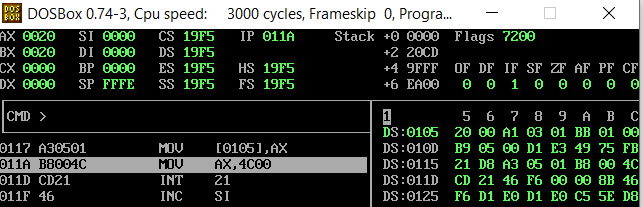 DOSBox 0.74-3, Cpu speed: 3000 cycles, Frameskip 0, Progra...
AX 0020 SI 0000 CS 19F5 IP 011A Stack +0 0000 Flags 7200
BX 0020 DI 0000 DS 19F5 +2 20CD
CX 0000 BP 0000 ES 19F5 HS 19F5 +4 9FFF OF DF IF SF ZF AF PF CF
DX 0000 SP FFFE SS 19F5 FS 19F5 +6 EA00 0 0 1 0 0 0 0 0
CMD >
1 5 6 7 8 9 A B C
DS:0105 20 00 A1 03 01 BB 01 00
DS:010D B9 05 00 D1 E3 49 75 FB
DS:0115 21 D8 A3 05 01 B8 00 4C
DS:011D CD 21 46 F6 00 00 8B 46
DS:0125 F6 D1 E0 D1 E0 C5 5E D8
0117 A30501 MOV [0105],AX
011A B8004C MOV AX,4C00
011D CD21 INT 21
011F 46 INC SI